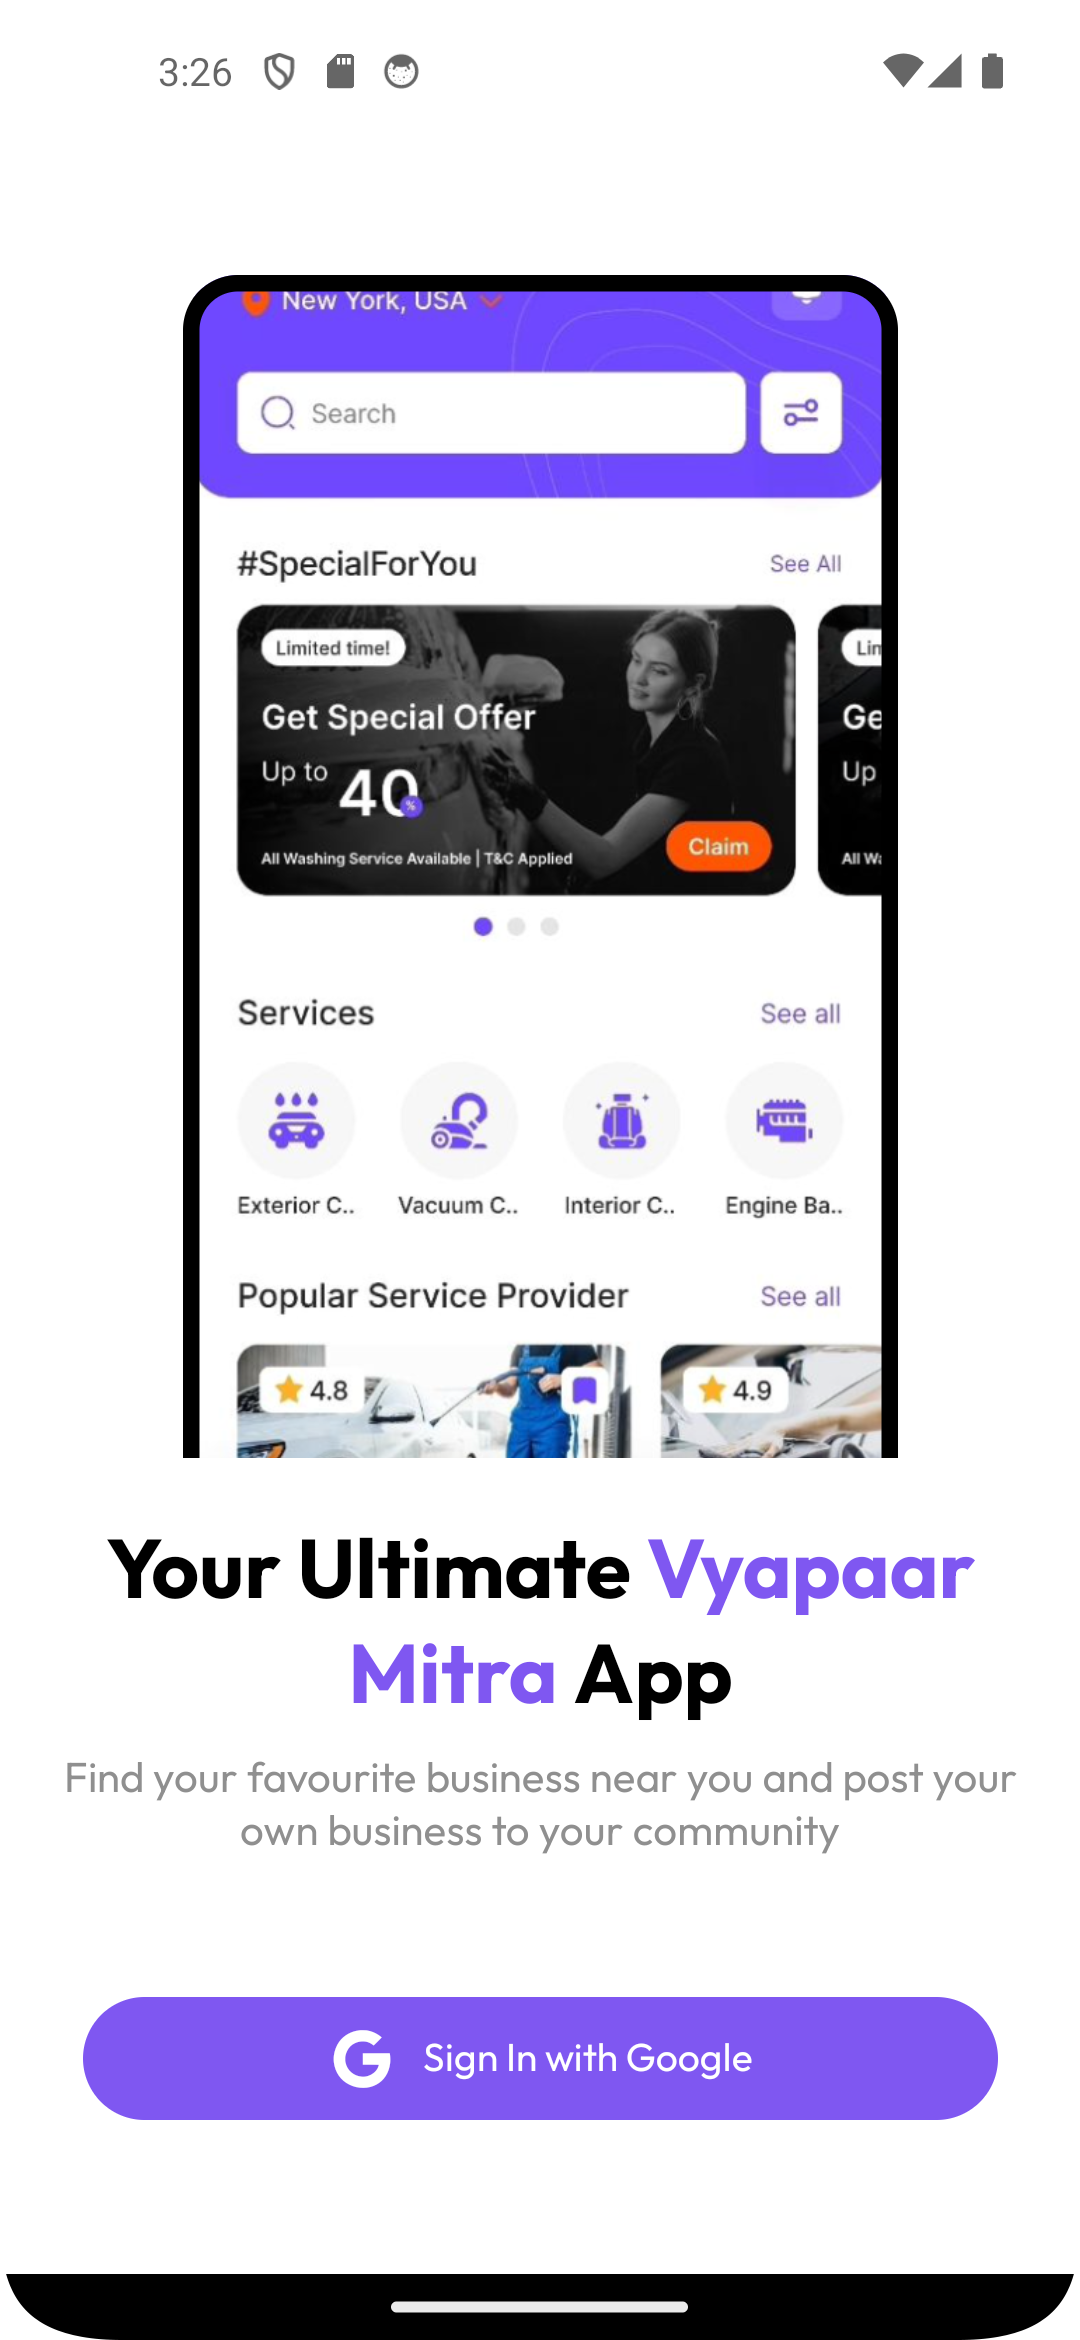 3:26
New York, USA
Search
#SpecialForYou
See All
Limited time!
Get Special Offer
Up to
40%
All Washing Service Available | T&C Applied
Claim
Lim
Ge
Up
All Wa
Services
See all
Exterior C..
Vacuum C..
Interior C..
Engine Ba..
Popular Service Provider
See all
4.8
4.9
Your Ultimate Vyapaar
Mitra App
Find your favourite business near you and post your
own business to your community
G Sign In with Google